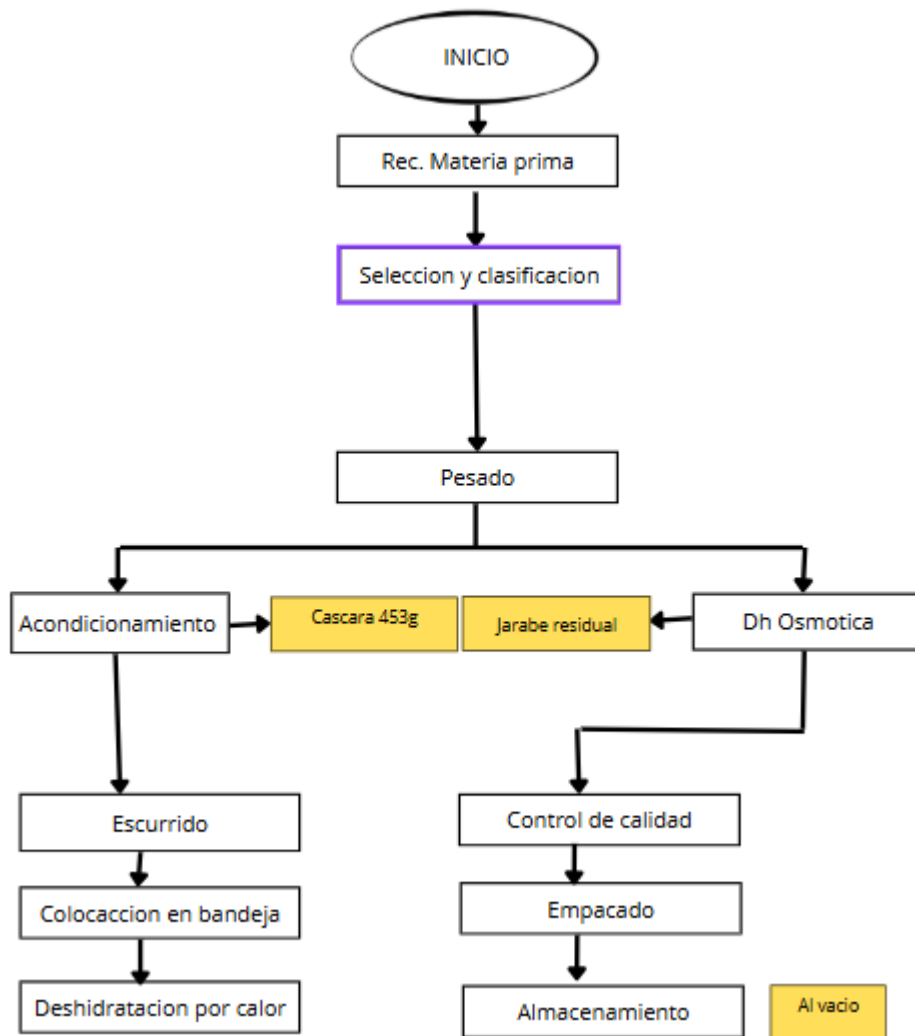 INICIO
Rec. Materia prima
Seleccion y clasificacion
Pesado
Acondicionamiento
Cascara 453g
Jarabe residual
Dh Osmotica
Escurrido
Colocaccion en bandeja
Deshidratacion por calor
Control de calidad
Empacado
Almacenamiento
Al vacio